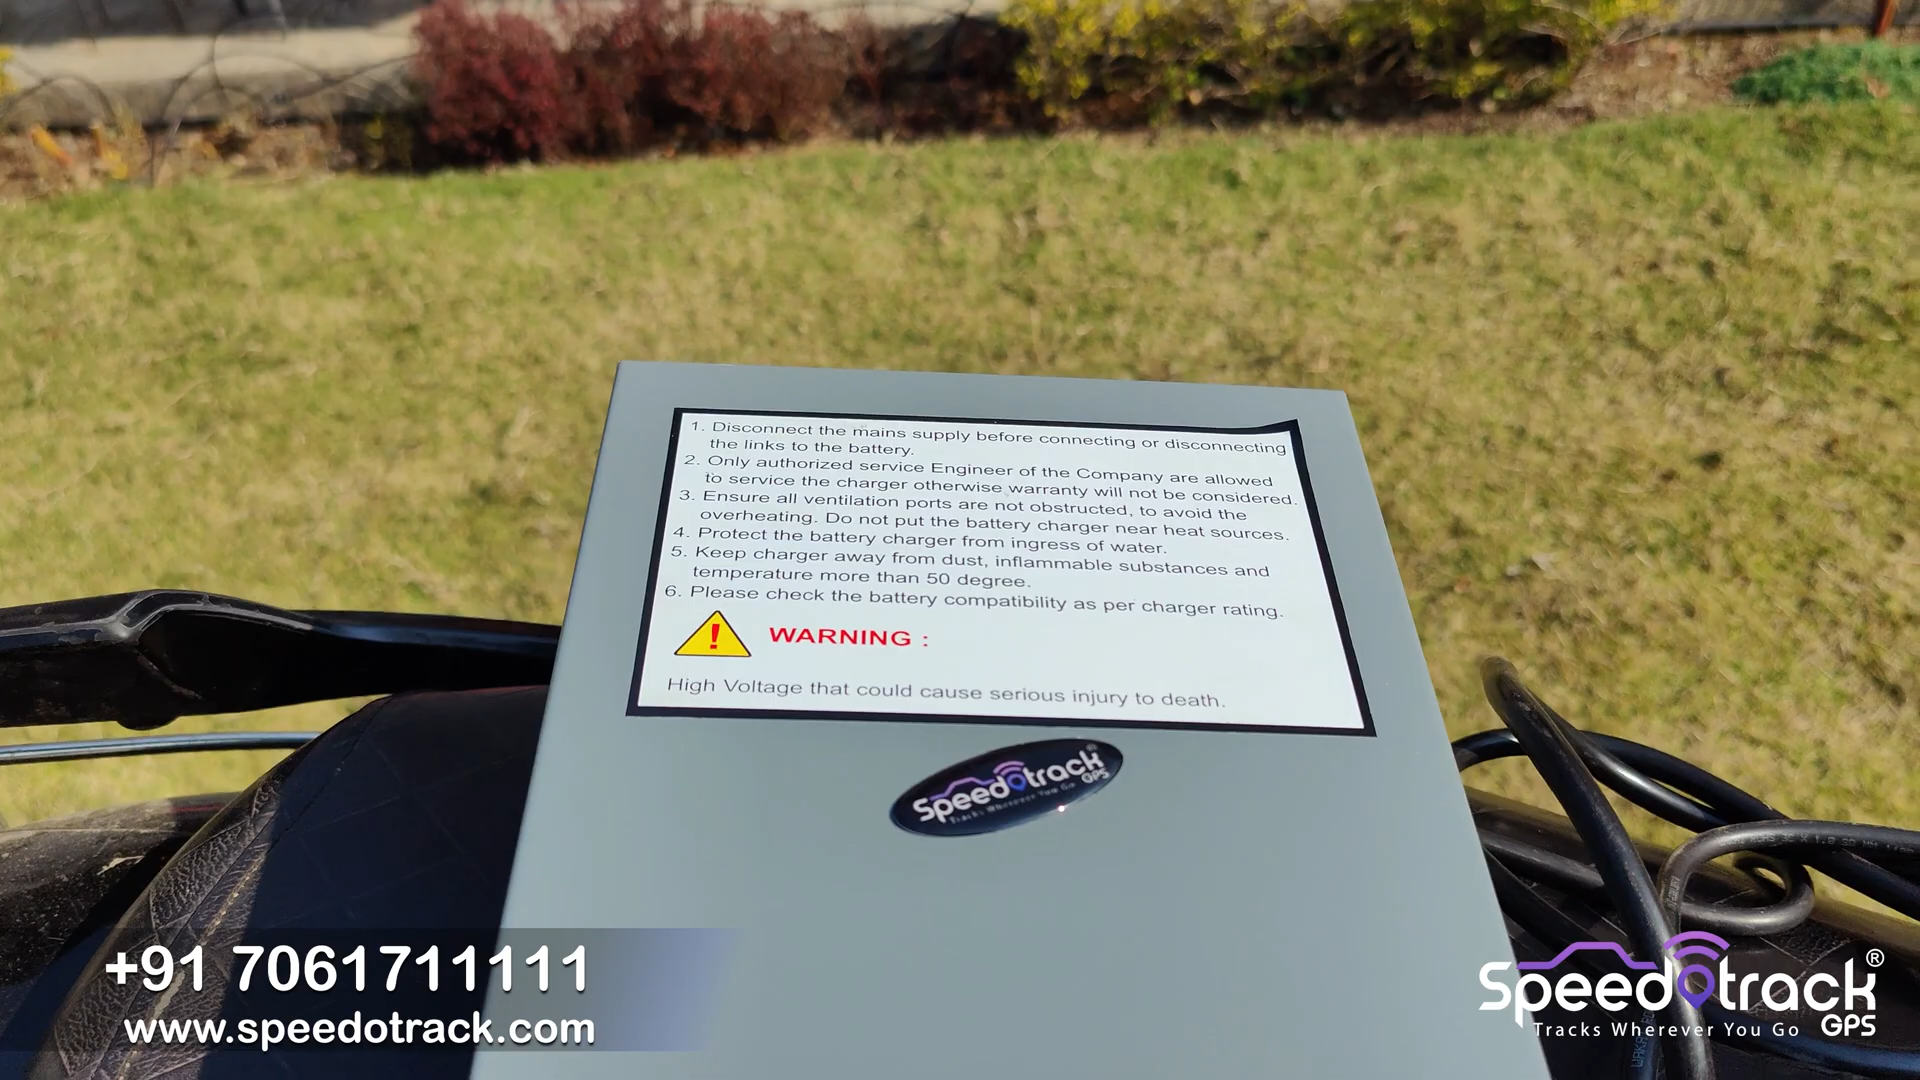 1. Disconnect the mains supply before connecting or disconnecting
the links to the battery.
2. Only authorized service Engineer of the Company are allowed
to service the charger otherwise warranty will not be considered.
3. Ensure all ventilation ports are not obstructed, to avoid the
overheating. Do not put the battery charger near heat sources.
4. Protect the battery charger from ingress of water.
5. Keep charger away from dust, inflammable substances and
temperature more than 50 degree.
6. Please check the battery compatibility as per charger rating.
WARNING :
High Voltage that could cause serious injury to death.
Speedotrack®
GPS
Tracks Wherever You Go
+91 7061711111
www.speedotrack.com
Speedotrack®
GPS
Tracks Wherever You Go